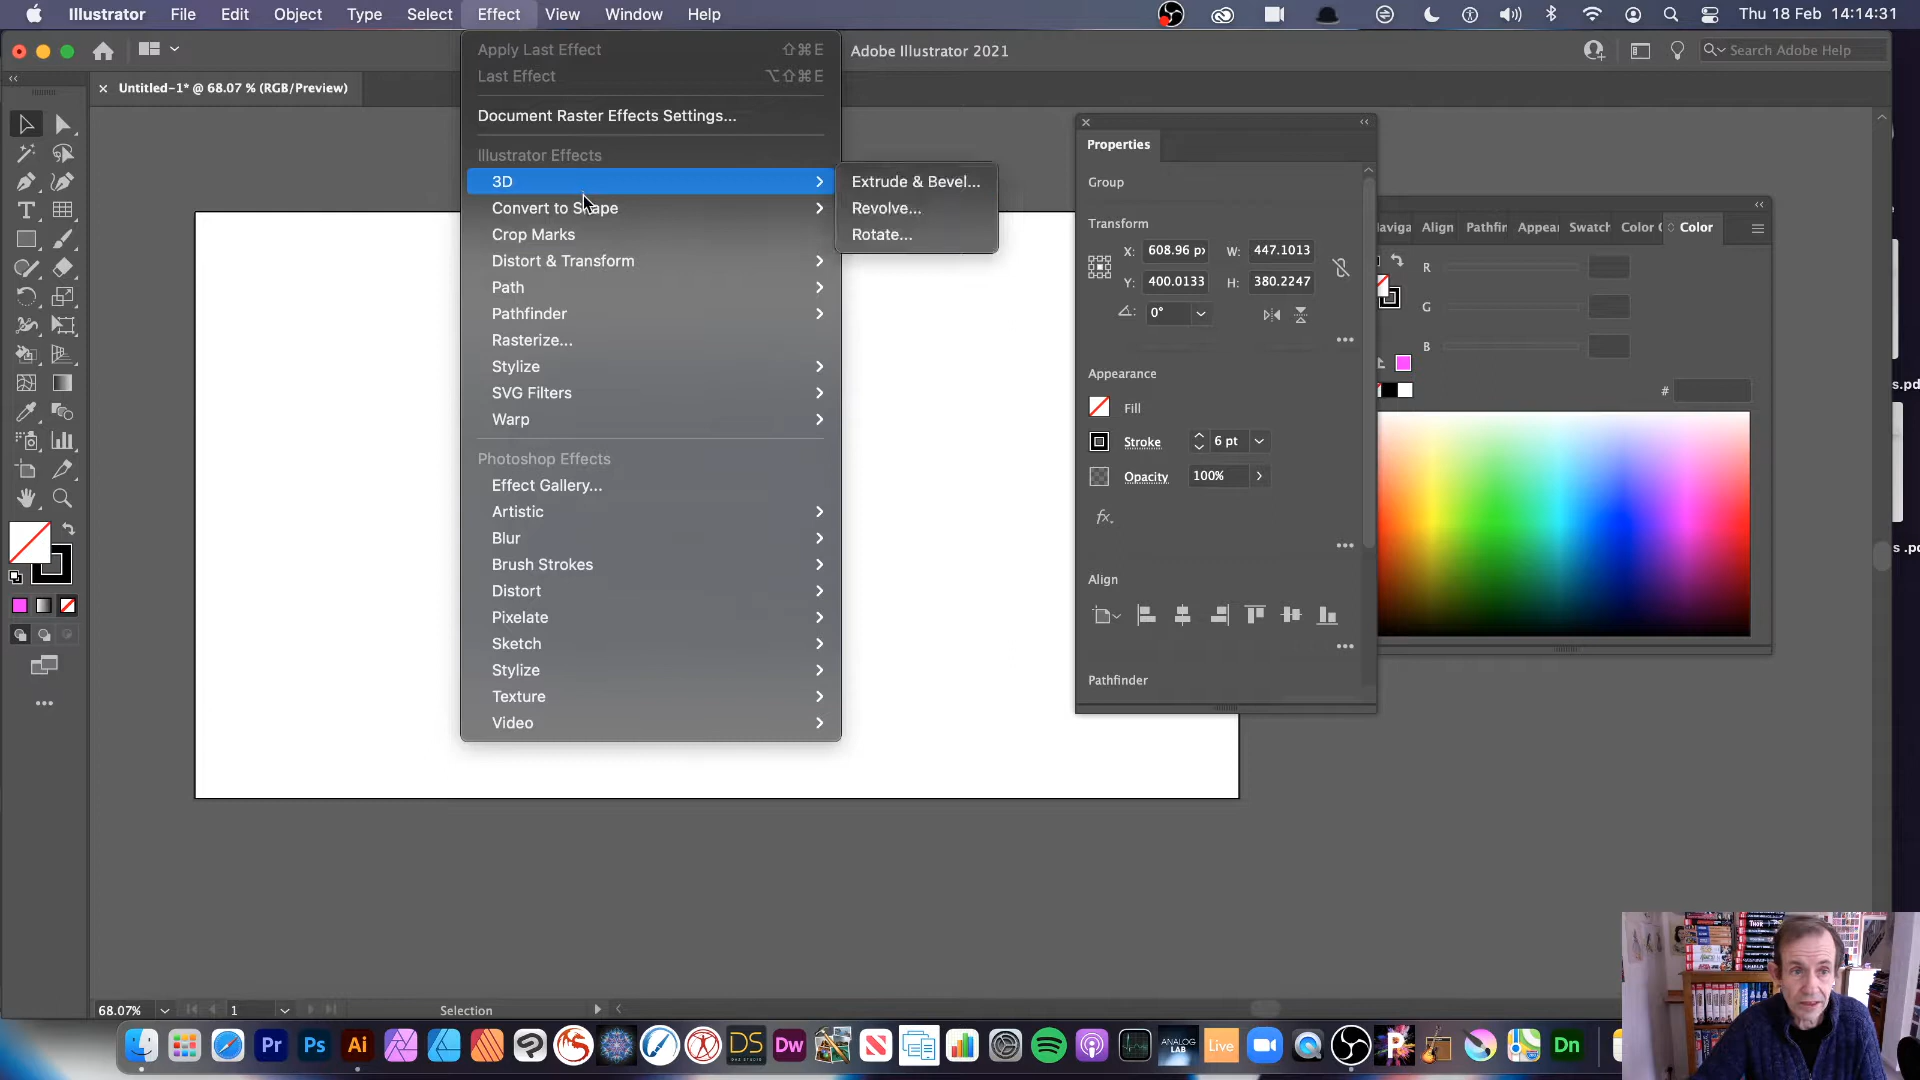 Illustrator File Edit Object Type Select Effect View Window Help Thu 18 Feb 14:14:31
Adobe Illustrator 2021
Search Adobe Help
× Untitled-1* @ 68.07 % (RGB/Preview)
Apply Last Effect ⇧⌘E
Last Effect ⌥⇧⌘E
Document Raster Effects Settings...
Illustrator Effects
3D
Convert to Shape
Crop Marks
Distort & Transform
Path
Pathfinder
Rasterize...
Stylize
SVG Filters
Warp
Photoshop Effects
Effect Gallery...
Artistic
Blur
Brush Strokes
Distort
Pixelate
Sketch
Stylize
Texture
Video
Extrude & Bevel...
Revolve...
Rotate...
Properties
Group
Transform
X: 608.96 p W: 447.1013
Y: 400.0133 H: 380.2247
0°
Appearance
Fill
Stroke 6 pt
Opacity 100%
fx.
Align
Pathfinder
Align Pathfin Appear Swatch Color Color
R
G
B
#
s.pd
s .pd
68.07% 1 Selection
Pr Ps Ai DS Dw ANALOG LAB Live P Dn